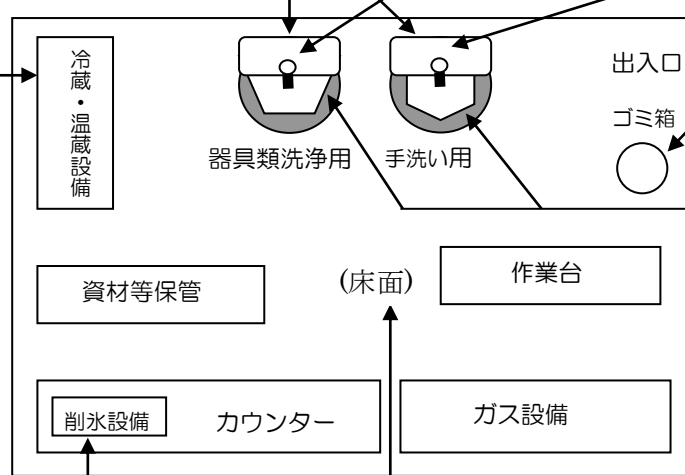 冷蔵・温蔵設備
出入口
ゴミ箱
器具類洗浄用
手洗い用
資材等保管
(床面)
作業台
削氷設備
カウンター
ガス設備